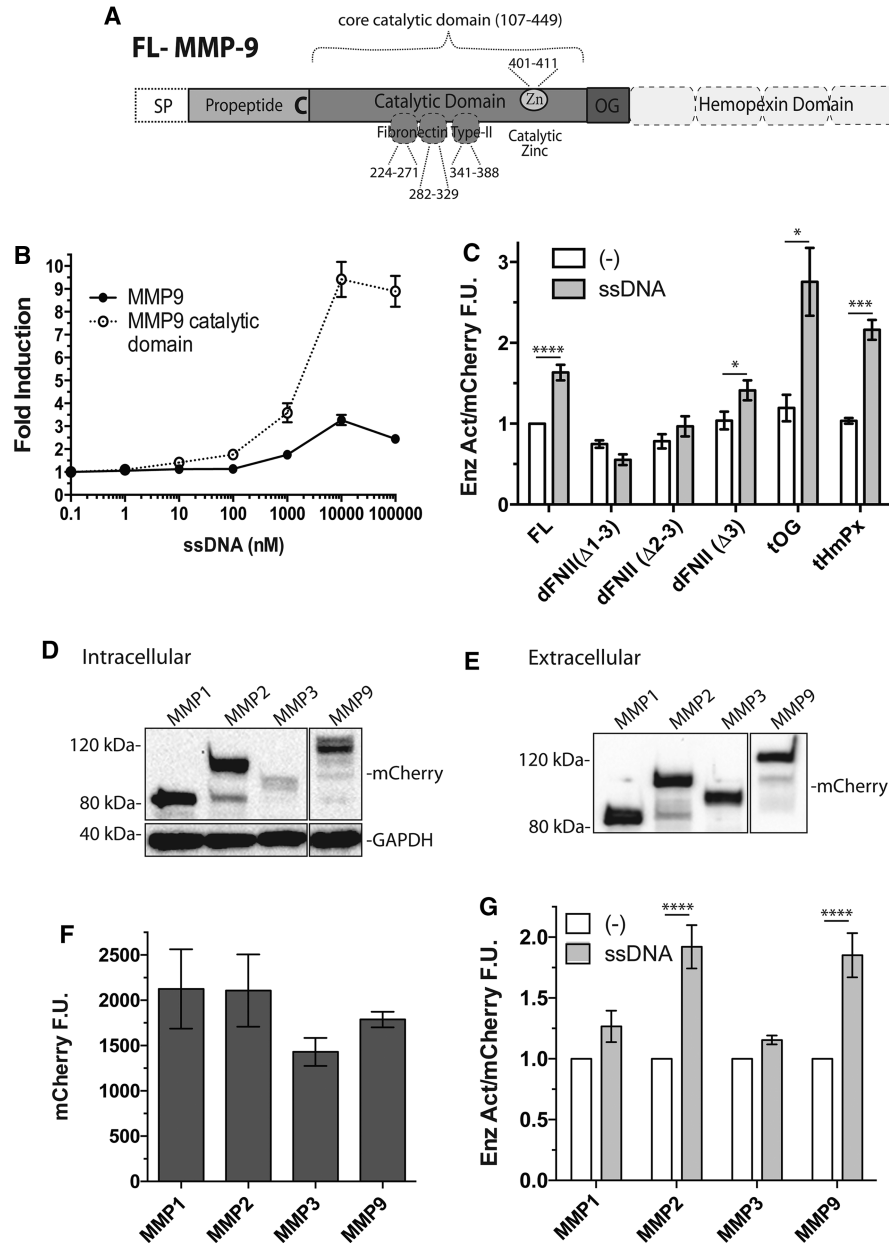 A
FL- MMP-9
core catalytic domain (107-449)
401-411
SP
Propeptide
C
Catalytic Domain
Zn
OG
Hemopexin Domain
Fibronectin Type-II
Catalytic
Zinc
224-271
341-388
282-329
B
Fold Induction
10
9
8
7
6
5
4
3
2
1
0
MMP9
MMP9 catalytic
domain
0.1
1
10
100
1000
10000
100000
ssDNA (nM)
C
Enz Act/mCherry F.U.
3
2
1
0
(-)
ssDNA
****
*
*
***
FL
dFNII(Δ1-3)
dFNII (Δ2-3)
dFNII (Δ3)
tOG
tHmPx
D
Intracellular
MMP1
MMP2
MMP3
MMP9
120 kDa-
-mCherry
80 kDa-
40 kDa-
-GAPDH
E
Extracellular
MMP1
MMP2
MMP3
MMP9
120 kDa-
-mCherry
80 kDa-
F
mCherry F.U.
2500
2000
1500
1000
500
0
MMP1
MMP2
MMP3
MMP9
G
Enz Act/mCherry F.U.
2.0
1.5
1.0
0.5
0.0
(-)
ssDNA
****
****
MMP1
MMP2
MMP3
MMP9